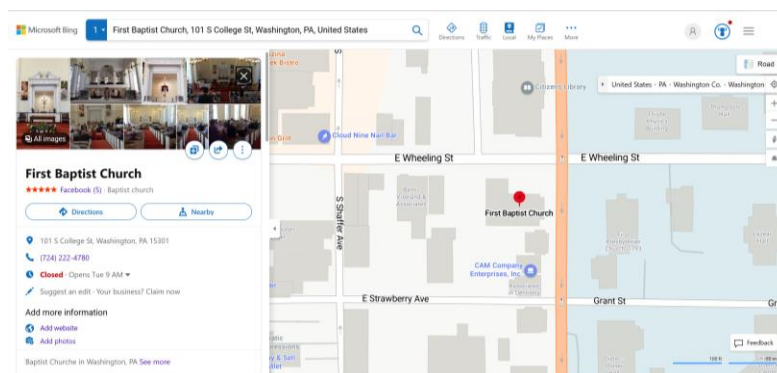 Microsoft Bing
1
First Baptist Church, 101 S College St, Washington, PA, United States
Directions
Traffic
Local
My Places
More
Road
United States · PA · Washington Co. · Washington
All images
First Baptist Church
Facebook (5) · Baptist church
Directions
Nearby
101 S College St, Washington, PA 15301
(724) 222-4780
Closed · Opens Tue 9 AM
Suggest an edit · Your business? Claim now
Add more information
Add website
Add photos
Baptist Churche in Washington, PA See more
Citizens Library
Cloud Nine Nail Bar
E Wheeling St
E Wheeling St
S Shaffer Ave
First Baptist Church
CAM Company
Enterprises, Inc
E Strawberry Ave
Grant St
Gr
Feedback
100 ft